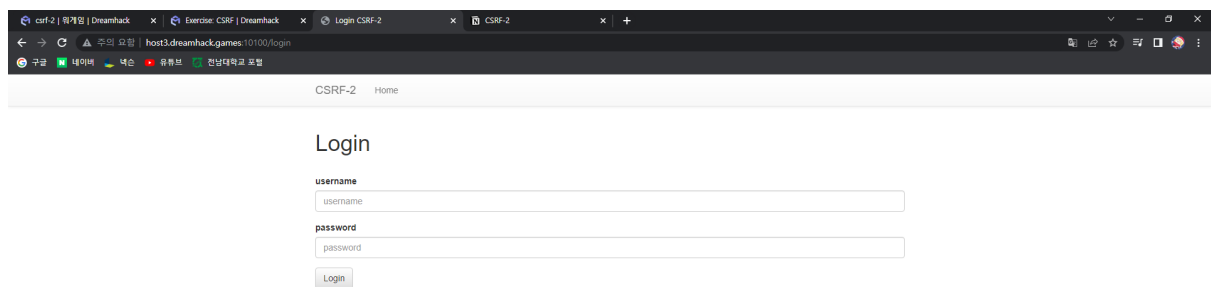 csrf-2 | 워게임 | Dreamhack
Exercise: CSRF | Dreamhack
Login CSRF-2
CSRF-2
주의 요함 | host3.dreamhack.games:10100/login
구글 네이버 넥슨 유튜브 전남대학교 포털
CSRF-2 Home
Login
username
username
password
password
Login